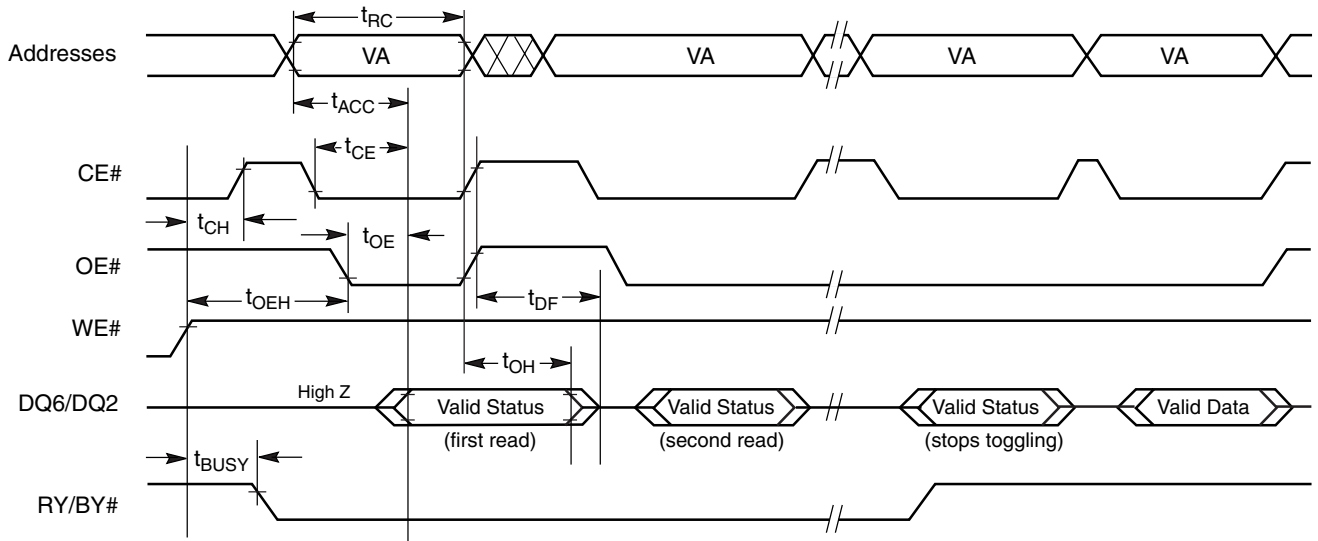 tRC
Addresses VA VA VA VA
tACC
tCE
CE#
tCH tOE
OE#
tOEH tDF
WE#
tOH
High Z
DQ6/DQ2 Valid Status Valid Status Valid Status Valid Data
(first read) (second read) (stops toggling)
tBUSY
RY/BY#